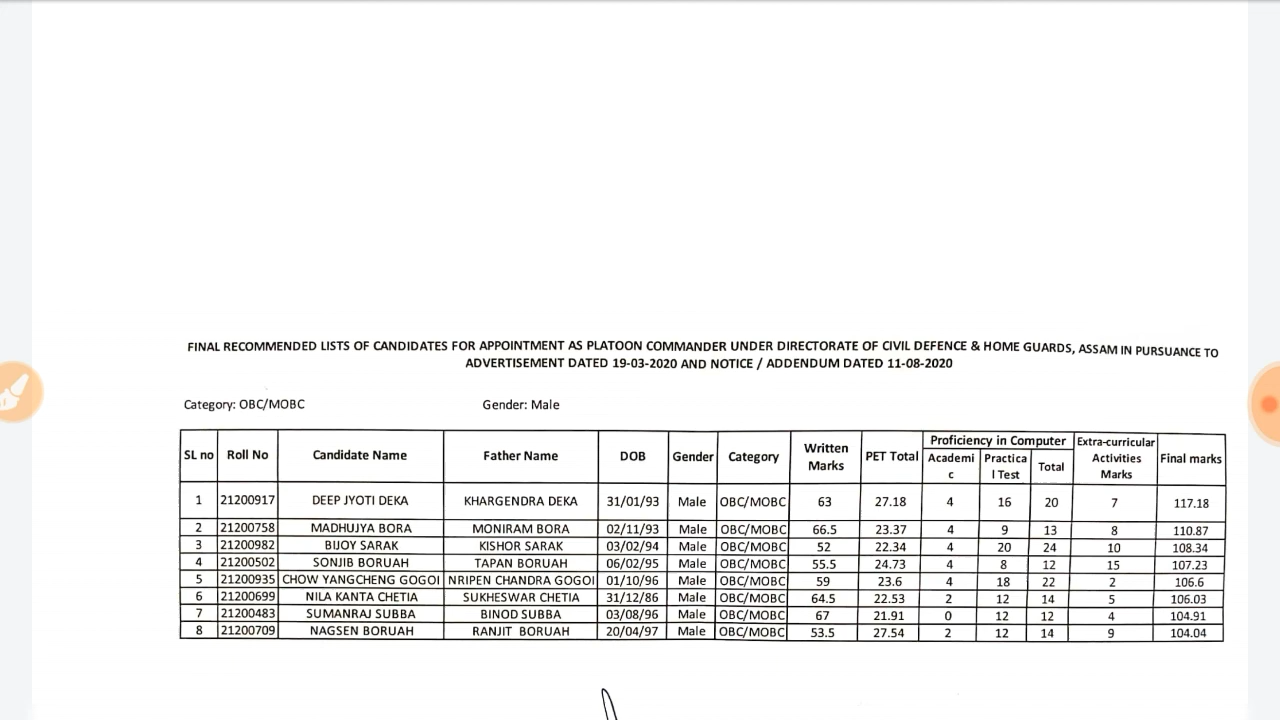 FINAL RECOMMENDED LISTS OF CANDIDATES FOR APPOINTMENT AS PLATOON COMMANDER UNDER DIRECTORATE OF CIVIL DEFENCE & HOME GUARDS, ASSAM IN PURSUANCE TO
ADVERTISEMENT DATED 19-03-2020 AND NOTICE / ADDENDUM DATED 11-08-2020
Category: OBC/MOBC Gender: Male
SL no Roll No Candidate Name Father Name DOB Gender Category Written Marks PET Total Proficiency in Computer Academic Practical Test Total Extra-curricular Activities Marks Final marks
1 21200917 DEEP JYOTI DEKA KHARGENDRA DEKA 31/01/93 Male OBC/MOBC 63 27.18 4 16 20 7 117.18
2 21200758 MADHUJYA BORA MONIRAM BORA 02/11/93 Male OBC/MOBC 66.5 23.37 4 9 13 8 110.87
3 21200982 BIJOY SARAK KISHOR SARAK 03/02/94 Male OBC/MOBC 52 22.34 4 20 24 10 108.34
4 21200502 SONJIB BORUAH TAPAN BORUAH 06/02/95 Male OBC/MOBC 55.5 24.73 4 8 12 15 107.23
5 21200935 CHOW YANGCHENG GOGOI NRIPEN CHANDRA GOGOI 01/10/96 Male OBC/MOBC 59 23.6 4 18 22 2 106.6
6 21200699 NILA KANTA CHETIA SUKHESWAR CHETIA 31/12/86 Male OBC/MOBC 64.5 22.53 2 12 14 5 106.03
7 21200483 SUMANRAJ SUBBA BINOD SUBBA 03/08/96 Male OBC/MOBC 67 21.91 0 12 12 4 104.91
8 21200709 NAGSEN BORUAH RANJIT BORUAH 20/04/97 Male OBC/MOBC 53.5 27.54 2 12 14 9 104.04